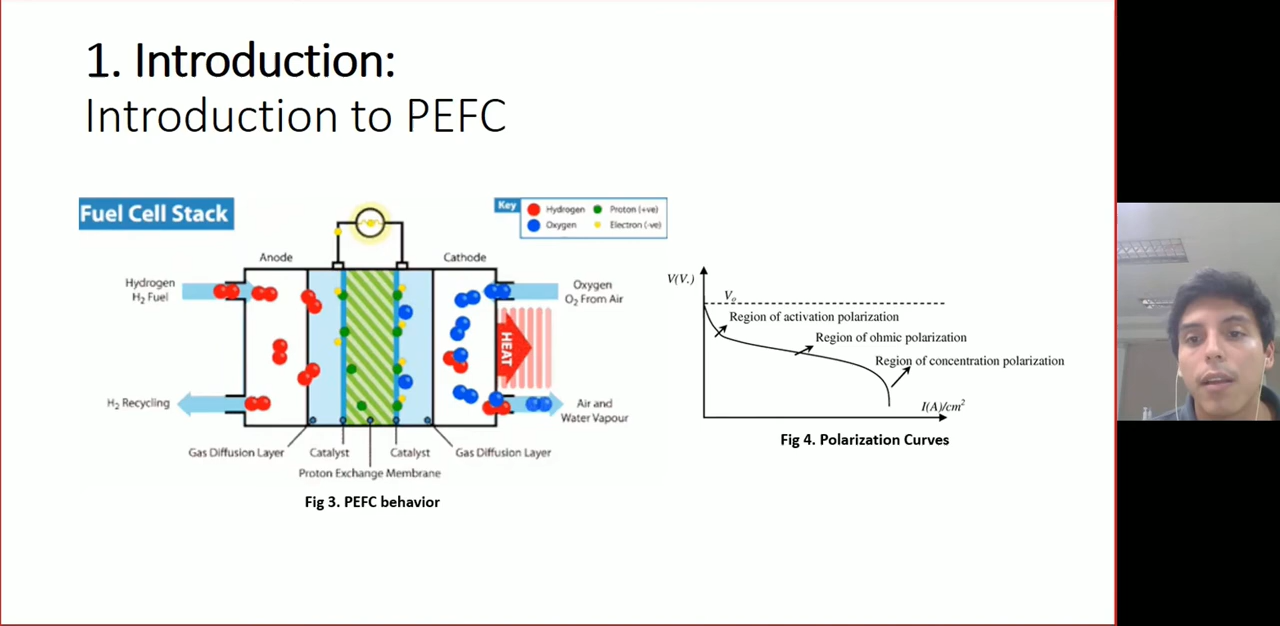 1. Introduction:
Introduction to PEFC
Fuel Cell Stack
Key
Hydrogen
Proton (+ve)
Oxygen
Electron (-ve)
Anode
Cathode
Hydrogen
H₂ Fuel
Oxygen
O₂ From Air
HEAT
H₂ Recycling
Air and
Water Vapour
Gas Diffusion Layer
Catalyst
Catalyst
Gas Diffusion Layer
Proton Exchange Membrane
Fig 3. PEFC behavior
V(V.)
Vₒ
Region of activation polarization
Region of ohmic polarization
Region of concentration polarization
I(A)/cm²
Fig 4. Polarization Curves